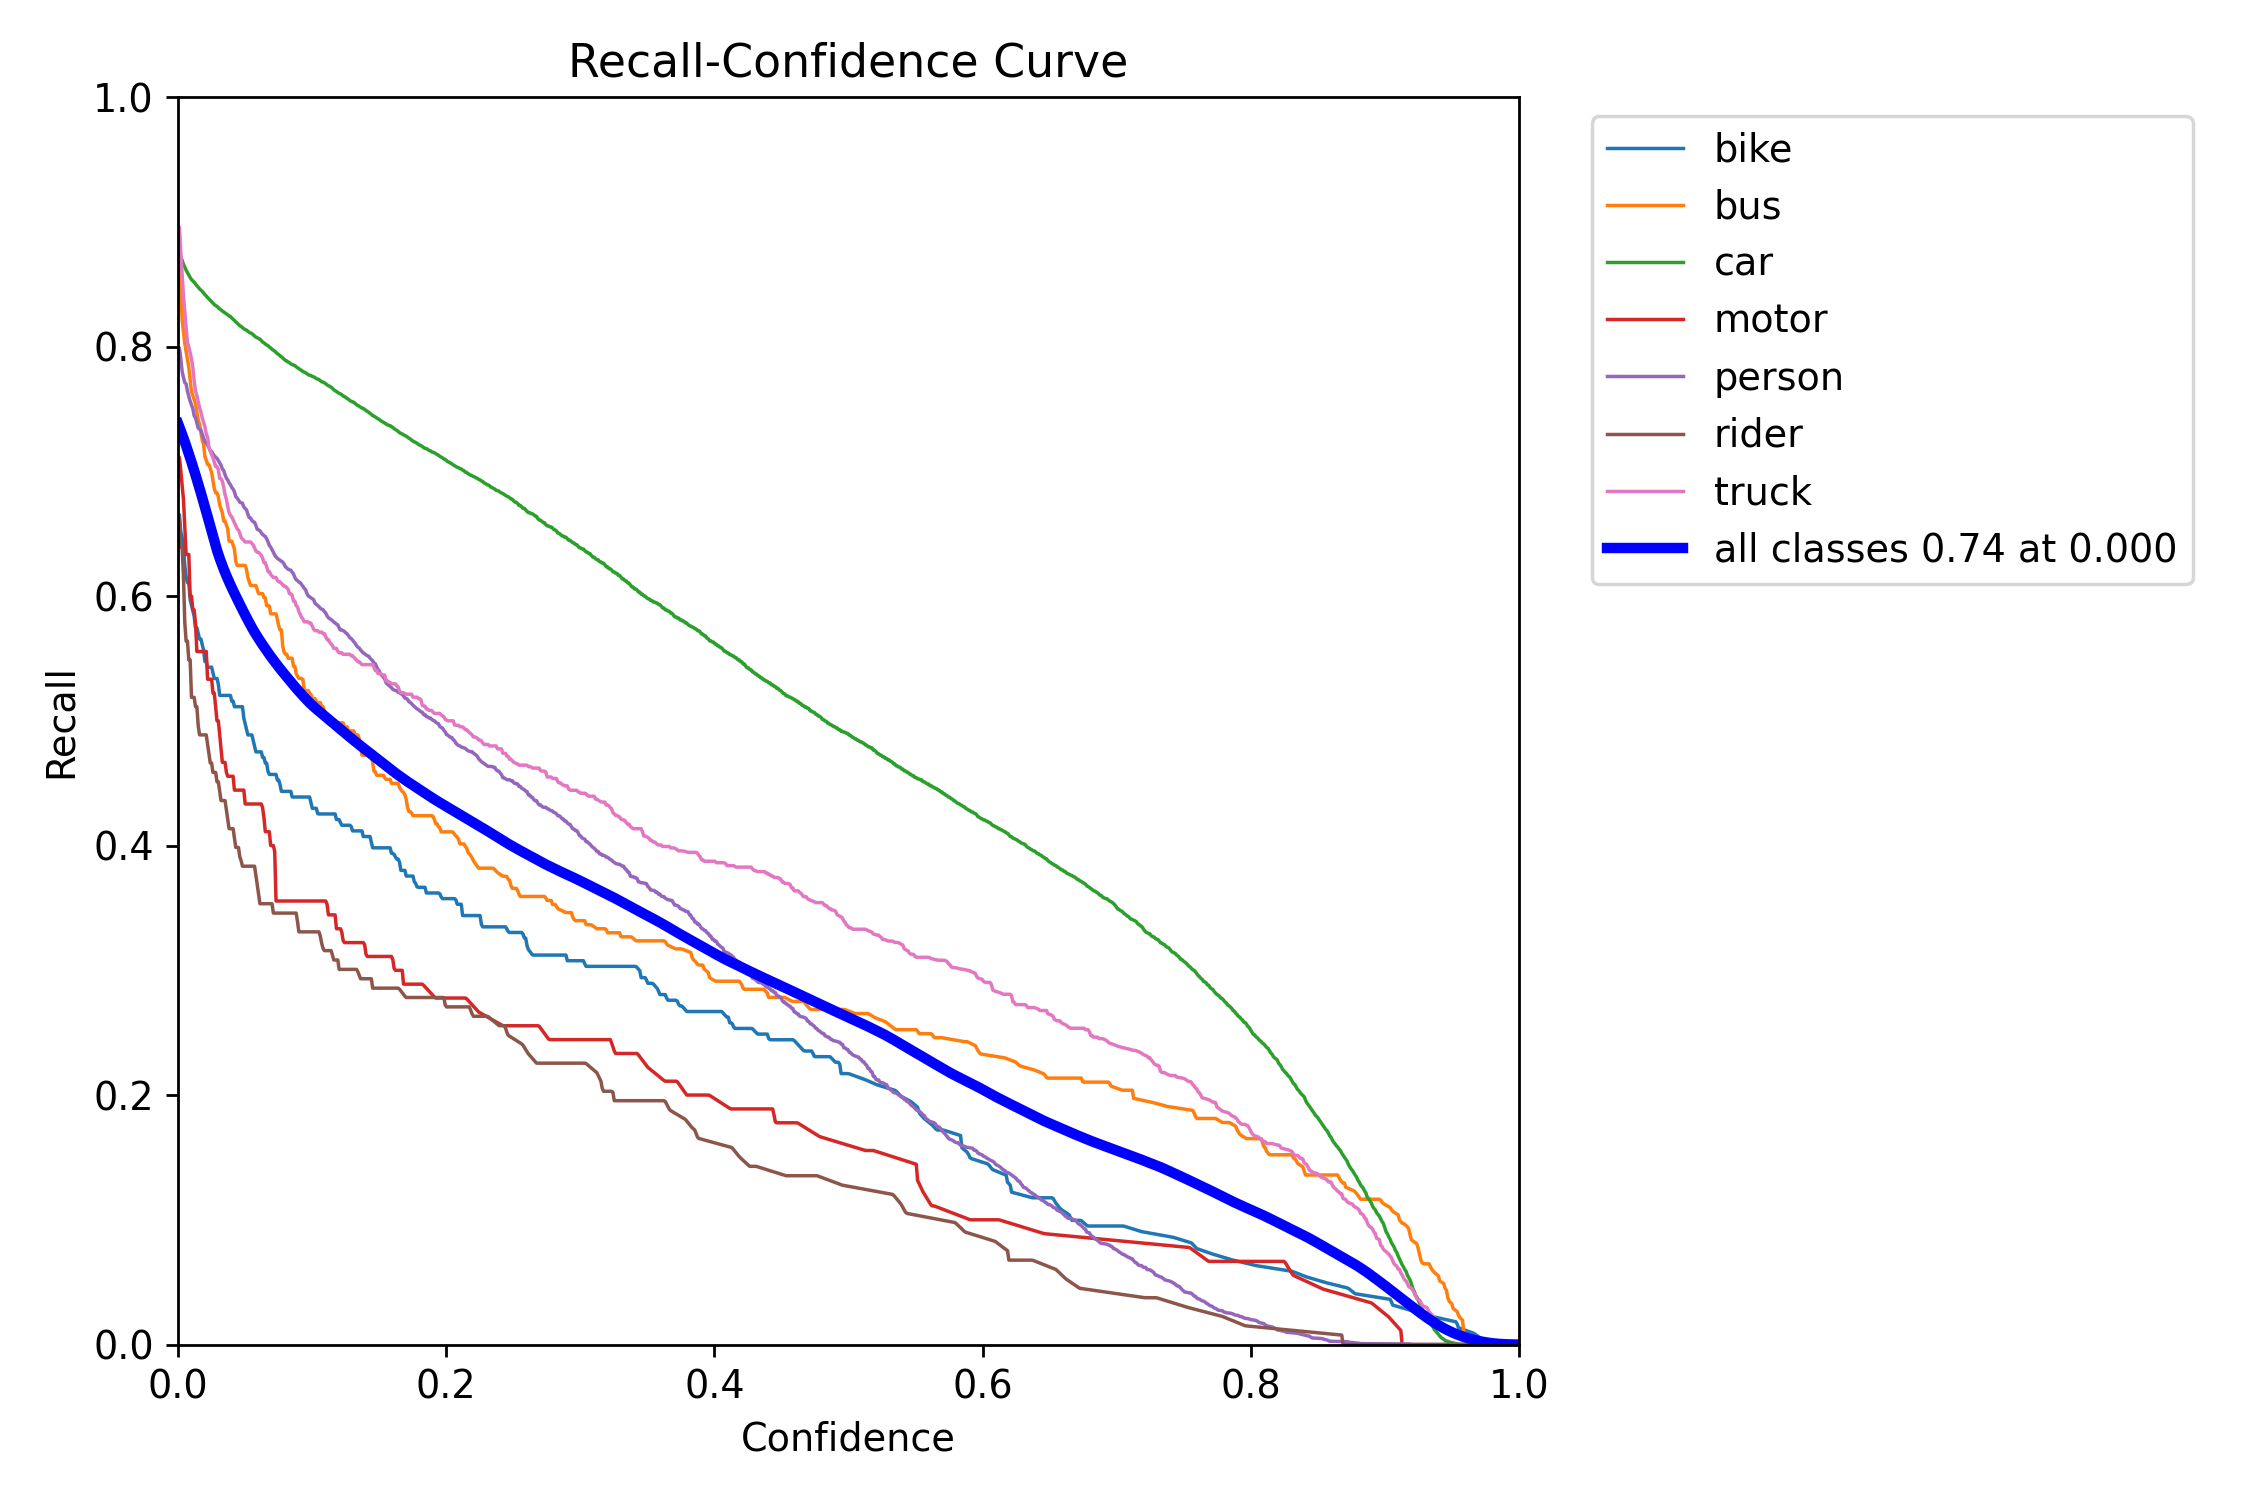 Recall-Confidence Curve
1.0
0.8
0.6
0.4
0.2
0.0
Recall
0.0 0.2 0.4 0.6 0.8 1.0
Confidence
bike
bus
car
motor
person
rider
truck
all classes 0.74 at 0.000